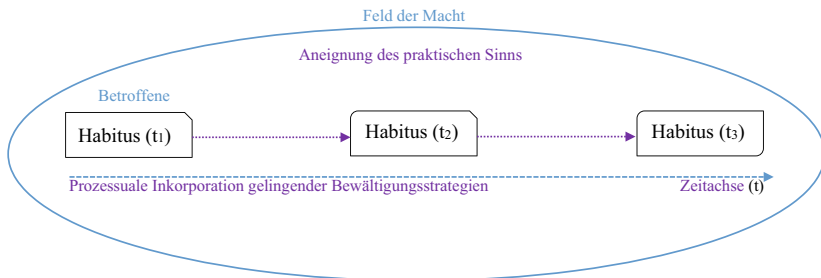 Feld der Macht
Aneignung des praktischen Sinns
Betroffene
Habitus (t1)
Habitus (t2)
Habitus (t3)
Prozessuale Inkorporation gelingender Bewältigungsstrategien
Zeitachse (t)